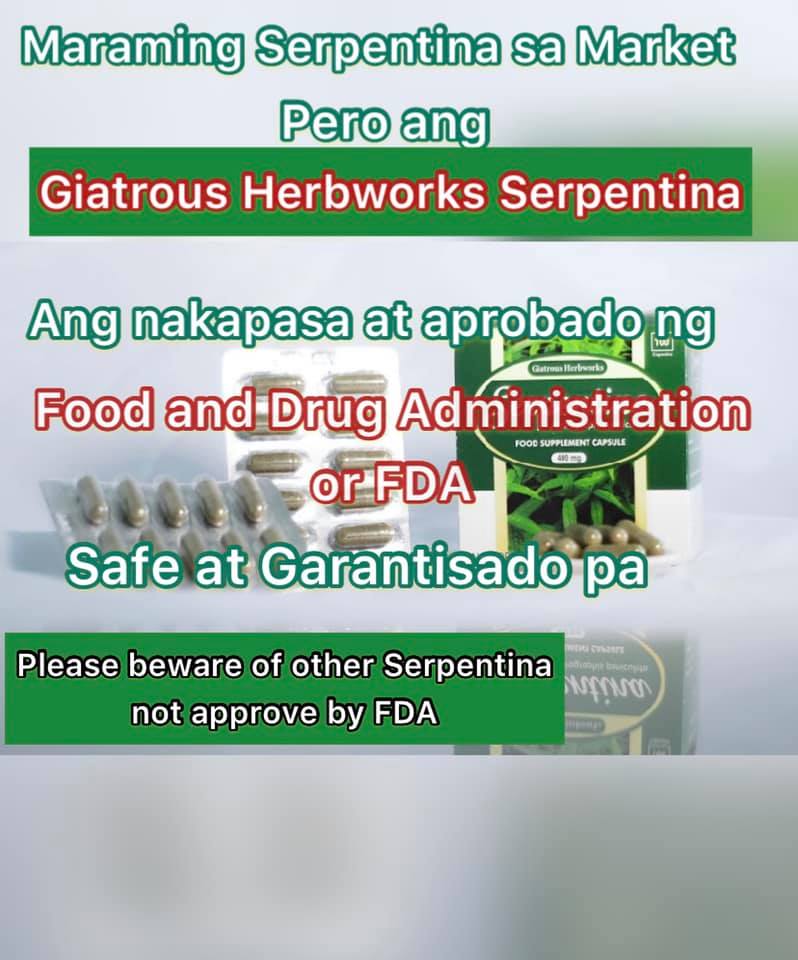 Maraming Serpentina sa Market
Pero ang
Giatrous Herbworks Serpentina
Ang nakapasa at aprobado ng
Food and Drug Administration
or FDA
Safe at Garantisado pa
Please beware of other Serpentina
not approve by FDA
100
Capsules
Giatrous Herbworks
FOOD SUPPLEMENT CAPSULE
490 mg